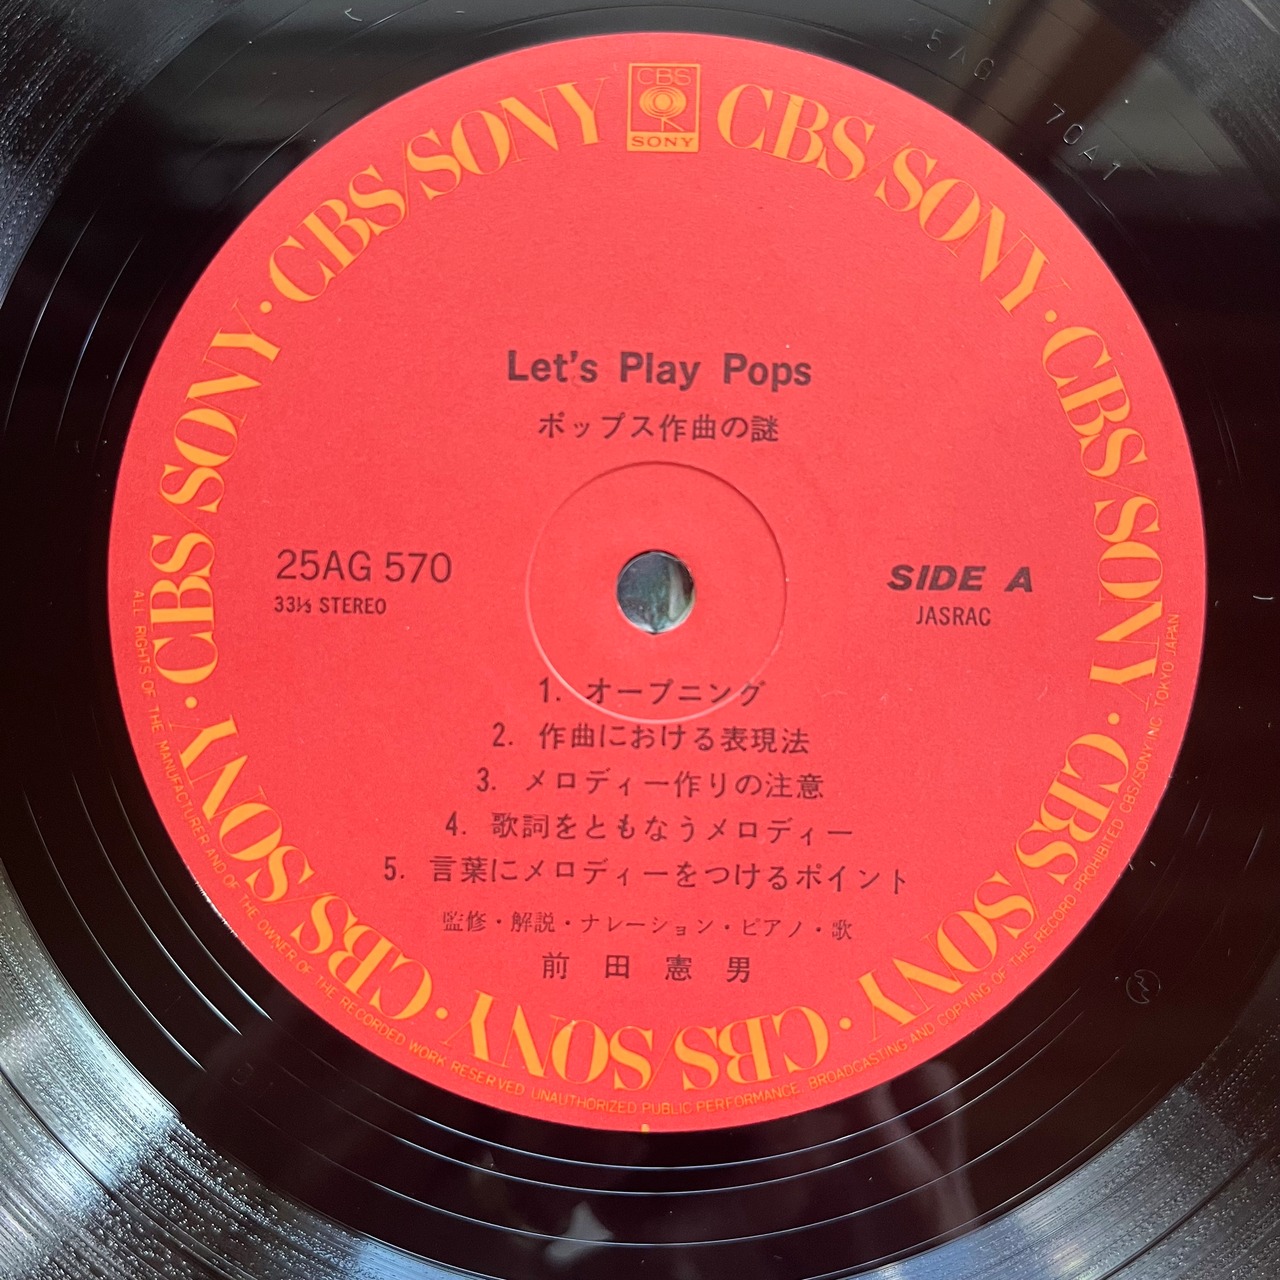 CBS
SONY
CBS/SONY · CBS/SONY · CBS/SONY · CBS/SONY · CBS/SONY · CBS/SONY · CBS/SONY · CBS/SONY
Let's Play Pops
ポップス作曲の謎
25AG 570
33⅓ STEREO
SIDE A
JASRAC
1. オープニング
2. 作曲における表現法
3. メロディー作りの注意
4. 歌詞をともなうメロディー
5. 言葉にメロディーをつけるポイント
監修・解説・ナレーション・ピアノ・歌
前田憲男
ALL RIGHTS OF THE MANUFACTURER AND OF THE OWNER OF THE RECORDED WORK RESERVED. UNAUTHORIZED PUBLIC PERFORMANCE, BROADCASTING AND COPYING OF THIS RECORD PROHIBITED CBS/SONY INC. TOKYO JAPAN
5AG 70A1